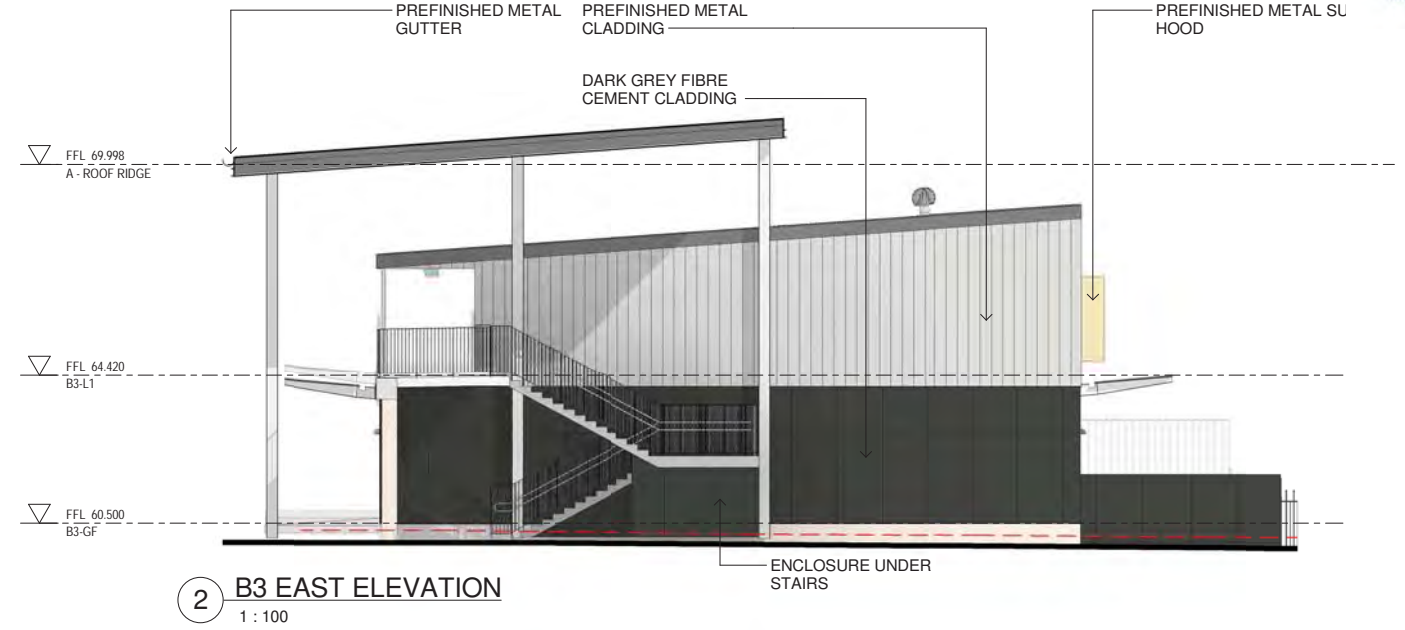 PREFINISHED METAL
GUTTER
PREFINISHED METAL
CLADDING
PREFINISHED METAL
HOOD
DARK GREY FIBRE
CEMENT CLADDING
FFL 69.998
A - ROOF RIDGE
FFL 64.420
B3-L1
FFL 60.500
B3-GF
ENCLOSURE UNDER
STAIRS
2 B3 EAST ELEVATION
1 : 100